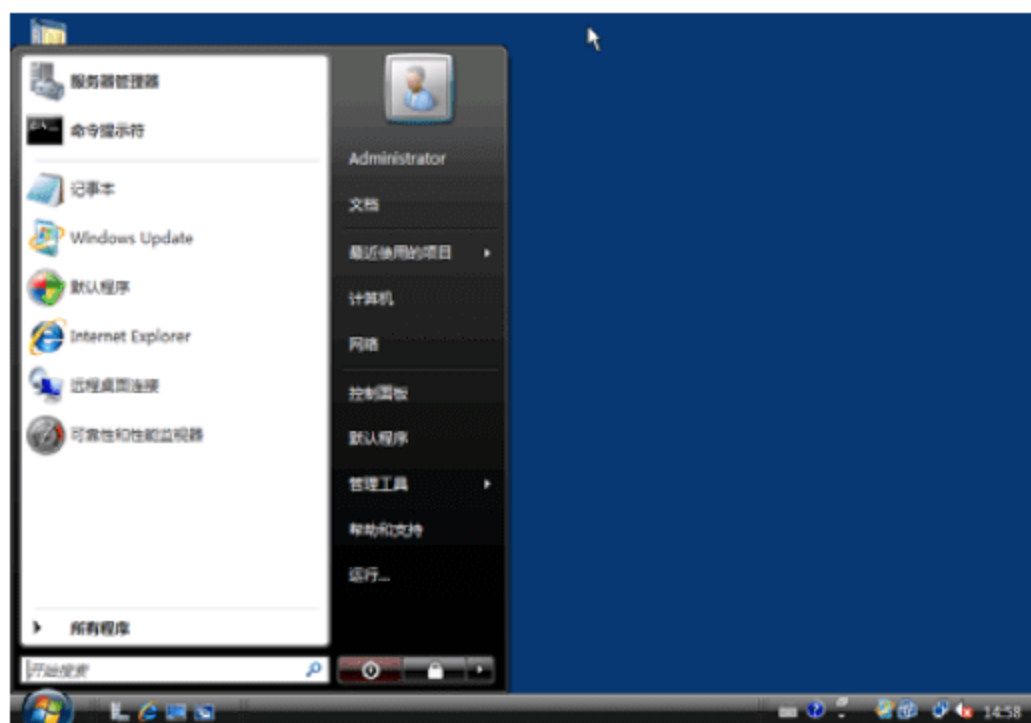 服务器管理器
命令提示符
记事本
Windows Update
默认程序
Internet Explorer
远程桌面连接
可靠性和性能监视器
所有程序
开始搜索
Administrator
文档
最近使用的项目
计算机
网络
控制面板
默认程序
管理工具
帮助和支持
运行...
14:58